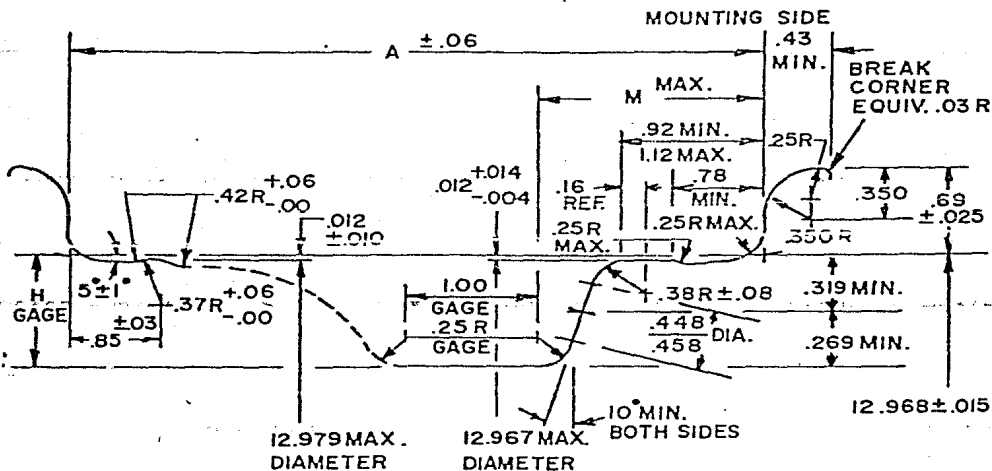 MOUNTING SIDE
±.06
A
.43
MIN.
MAX.
M
BREAK
CORNER
EQUIV. .03 R
.92 MIN.
1.12 MAX.
.25R
.42R +.06
-.00
.012
±.010
.012 +.014
-.004
.16
REF.
.78
MIN.
.350
.69
±.025
.25R
MAX.
.25R MAX.
.350 R
H
GAGE
5°±1°
.37R +.06
-.00
±.03
.85
1.00
GAGE
.25 R
GAGE
.38R ±.08
.319 MIN.
.448
.458 DIA.
.269 MIN.
10° MIN.
BOTH SIDES
12.968±.015
12.979 MAX.
DIAMETER
12.967 MAX.
DIAMETER